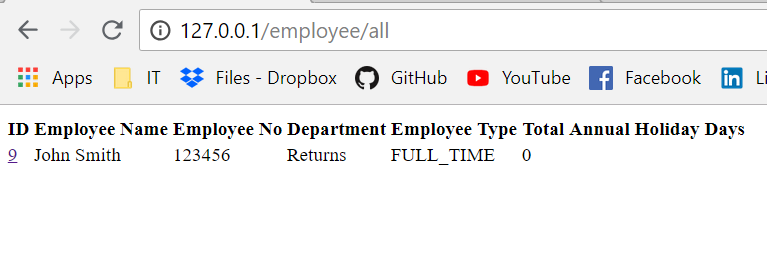 127.0.0.1/employee/all
Apps IT Files - Dropbox GitHub YouTube Facebook in Li
ID Employee Name Employee No Department Employee Type Total Annual Holiday Days
9 John Smith 123456 Returns FULL_TIME 0